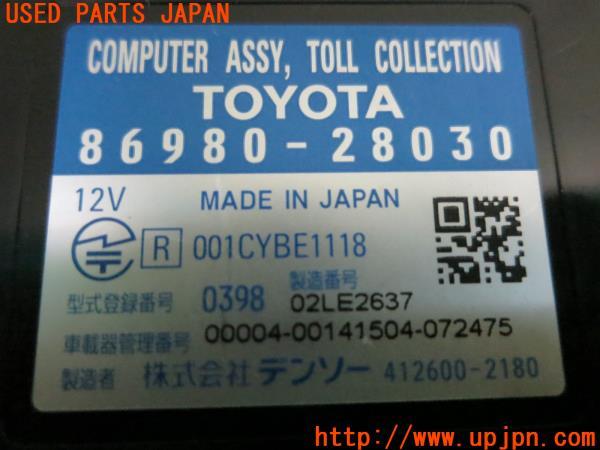 USED PARTS JAPAN
COMPUTER ASSY, TOLL COLLECTION
TOYOTA
86980-28030
12V MADE IN JAPAN
R 001CYBE1118
型式登録番号 0398 製造番号 02LE2637
車載器管理番号 00004-00141504-072475
製造者 株式会社 デンソー 412600-2180
http://www.upjpn.com